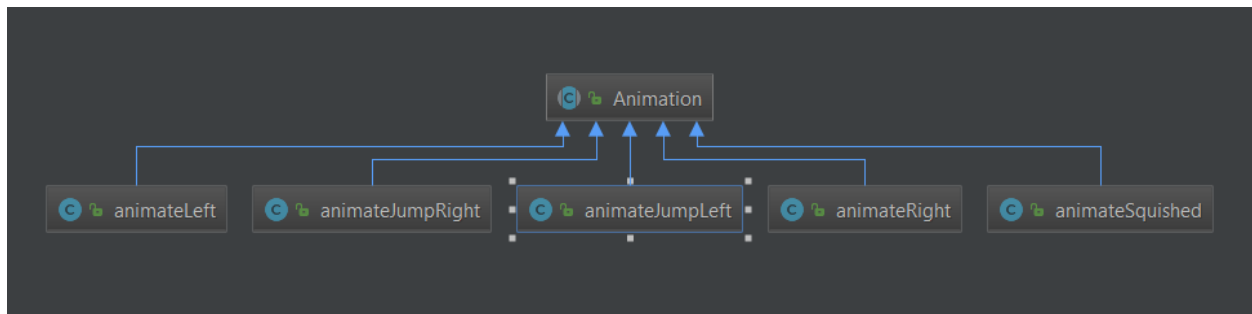 Animation
animateLeft
animateJumpRight
animateJumpLeft
animateRight
animateSquished